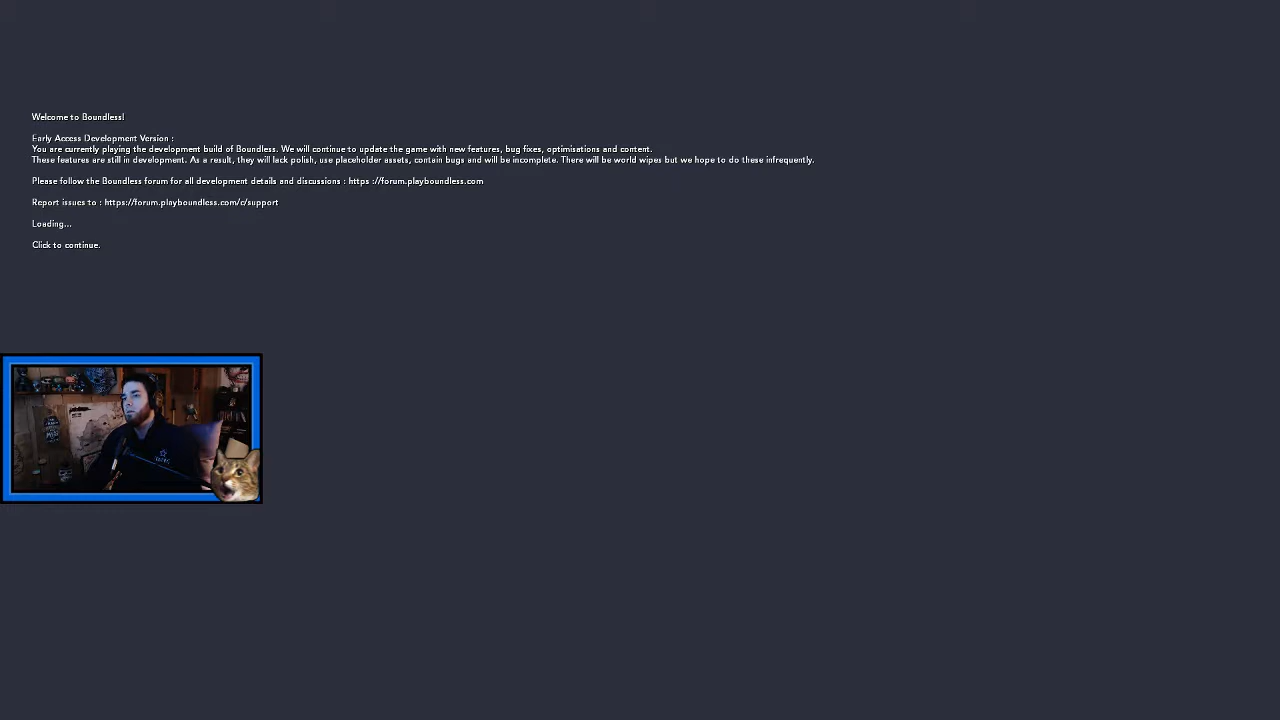 Welcome to Boundless!
Early Access Development Version :
You are currently playing the development build of Boundless. We will continue to update the game with new features, bug fixes, optimisations and content.
These features are still in development. As a result, they will lack polish, use placeholder assets, contain bugs and will be incomplete. There will be world wipes but we hope to do these infrequently.
Please follow the Boundless forum for all development details and discussions : https ://forum.playboundless.com
Report issues to : https://forum.playboundless.com/c/support
Loading...
Click to continue.